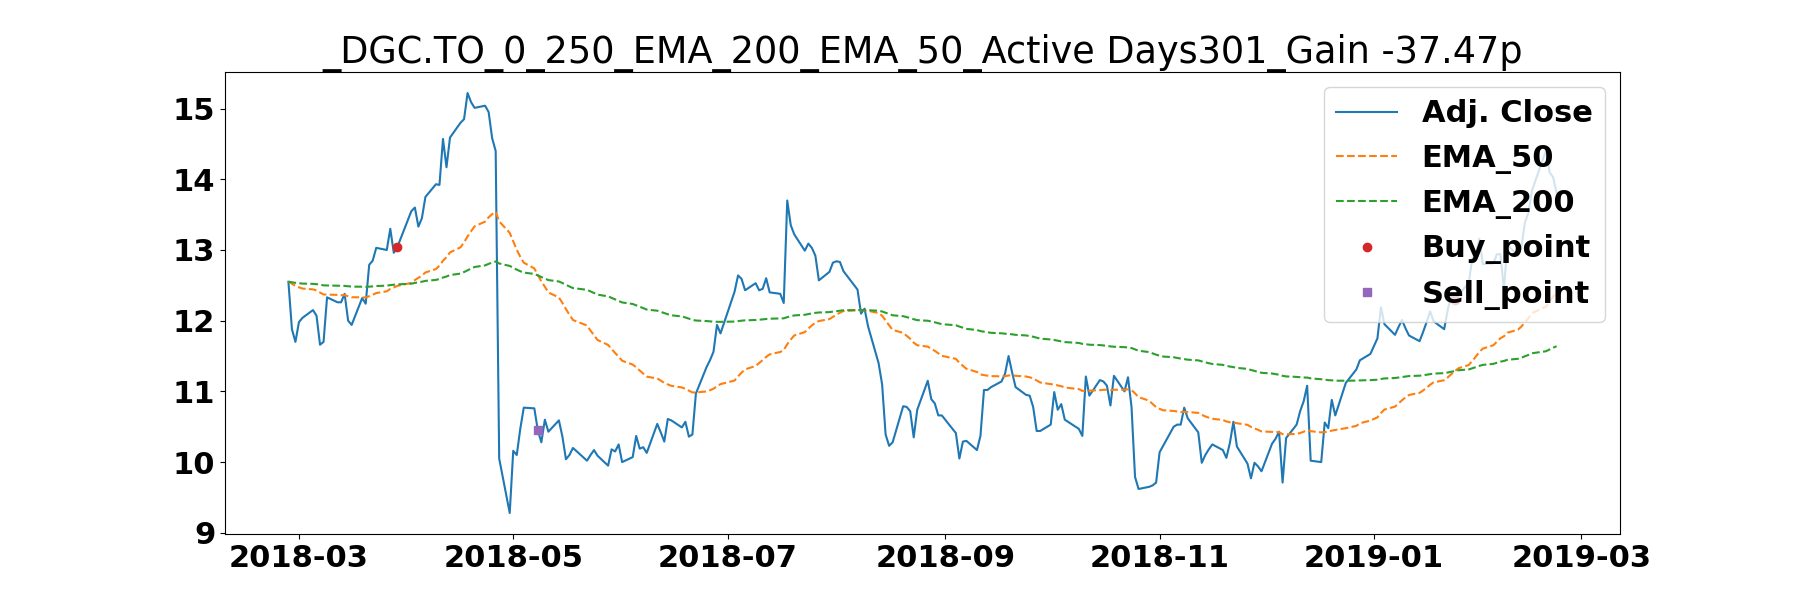 _DGC.TO_0_250_EMA_200_EMA_50_Active Days301_Gain -37.47p
15
14
13
12
11
10
9
Adj. Close
EMA_50
EMA_200
Buy_point
Sell_point
2018-03 2018-05 2018-07 2018-09 2018-11 2019-01 2019-03